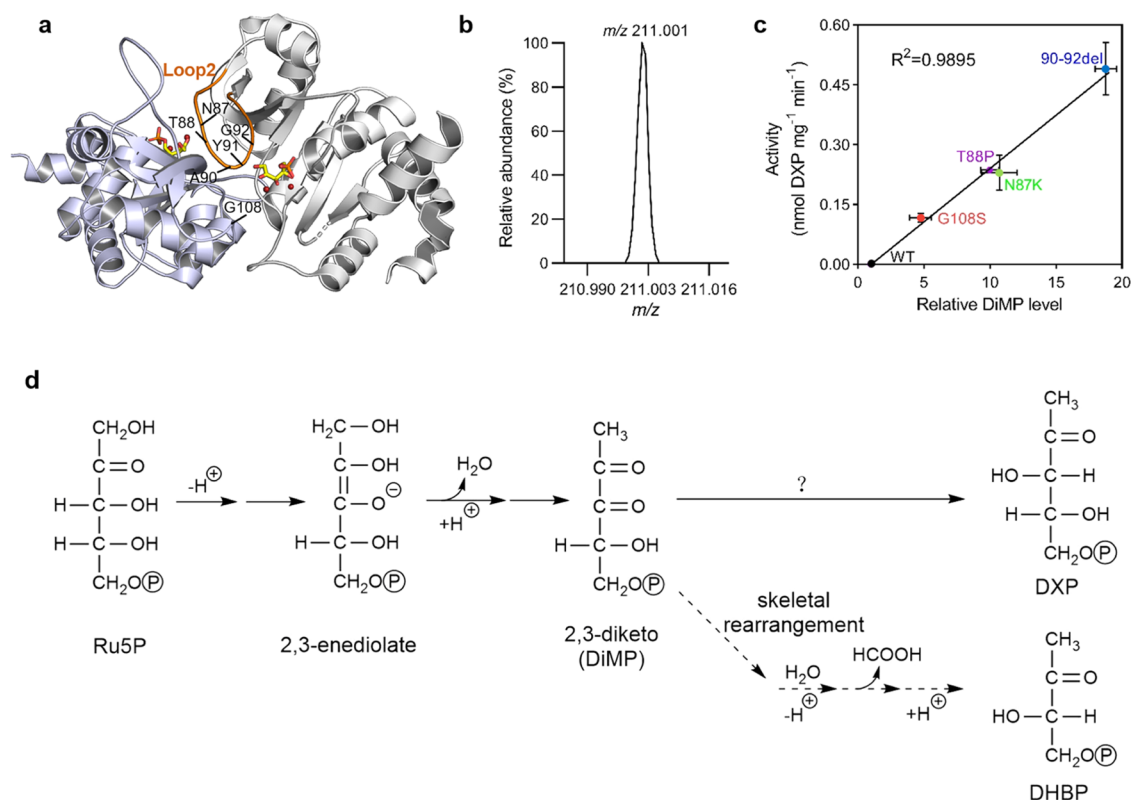 a
Loop2
N87
T88
G92
Y91
A90
G108
b
m/z 211.001
Relative abundance (%)
100
80
60
40
20
0
210.990 211.003 211.016
m/z
c
R²=0.9895
Activity
(nmol DXP mg⁻¹ min⁻¹)
0.60
0.45
0.30
0.15
0.00
90-92del
T88P
N87K
G108S
WT
0 5 10 15 20
Relative DiMP level
d
CH₂OH
C=O
H—C—OH
H—C—OH
CH₂OⓅ
Ru5P
-H⊕
H₂C—OH
C—OH
C—O⊖
H—C—OH
CH₂OⓅ
2,3-enediolate
H₂O
+H⊕
CH₃
C=O
C=O
H—C—OH
CH₂OⓅ
2,3-diketo
(DiMP)
?
CH₃
C=O
HO—C—H
H—C—OH
CH₂OⓅ
DXP
skeletal
rearrangement
H₂O
-H⊕
HCOOH
+H⊕
CH₃
C=O
HO—C—H
CH₂OⓅ
DHBP